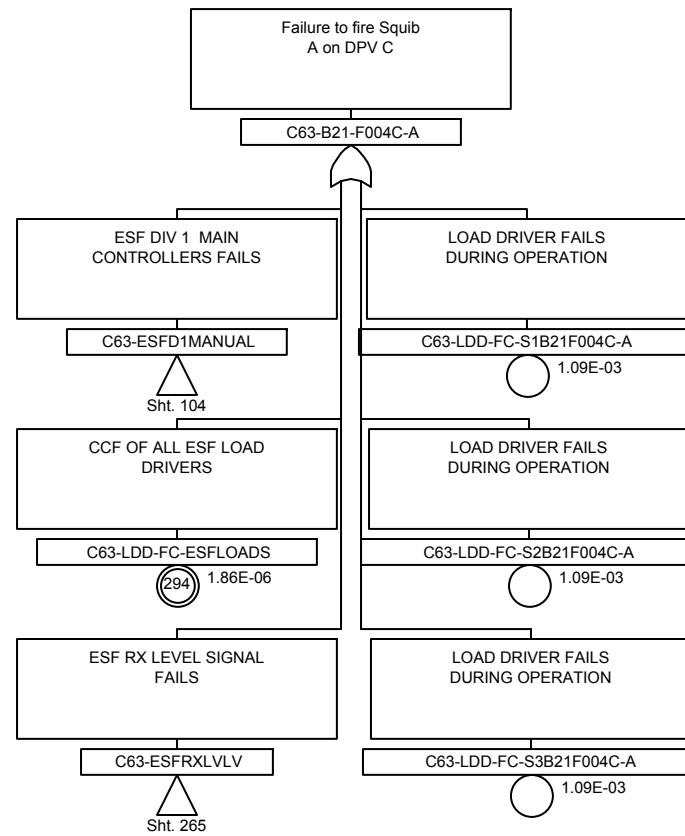 Failure to fire Squib
A on DPV C
C63-B21-F004C-A
ESF DIV 1 MAIN
CONTROLLERS FAILS
C63-ESFD1MANUAL
Sht. 104
LOAD DRIVER FAILS
DURING OPERATION
C63-LDD-FC-S1B21F004C-A
1.09E-03
CCF OF ALL ESF LOAD
DRIVERS
C63-LDD-FC-ESFLOADS
294
1.86E-06
LOAD DRIVER FAILS
DURING OPERATION
C63-LDD-FC-S2B21F004C-A
1.09E-03
ESF RX LEVEL SIGNAL
FAILS
C63-ESFRXLVLV
Sht. 265
LOAD DRIVER FAILS
DURING OPERATION
C63-LDD-FC-S3B21F004C-A
1.09E-03